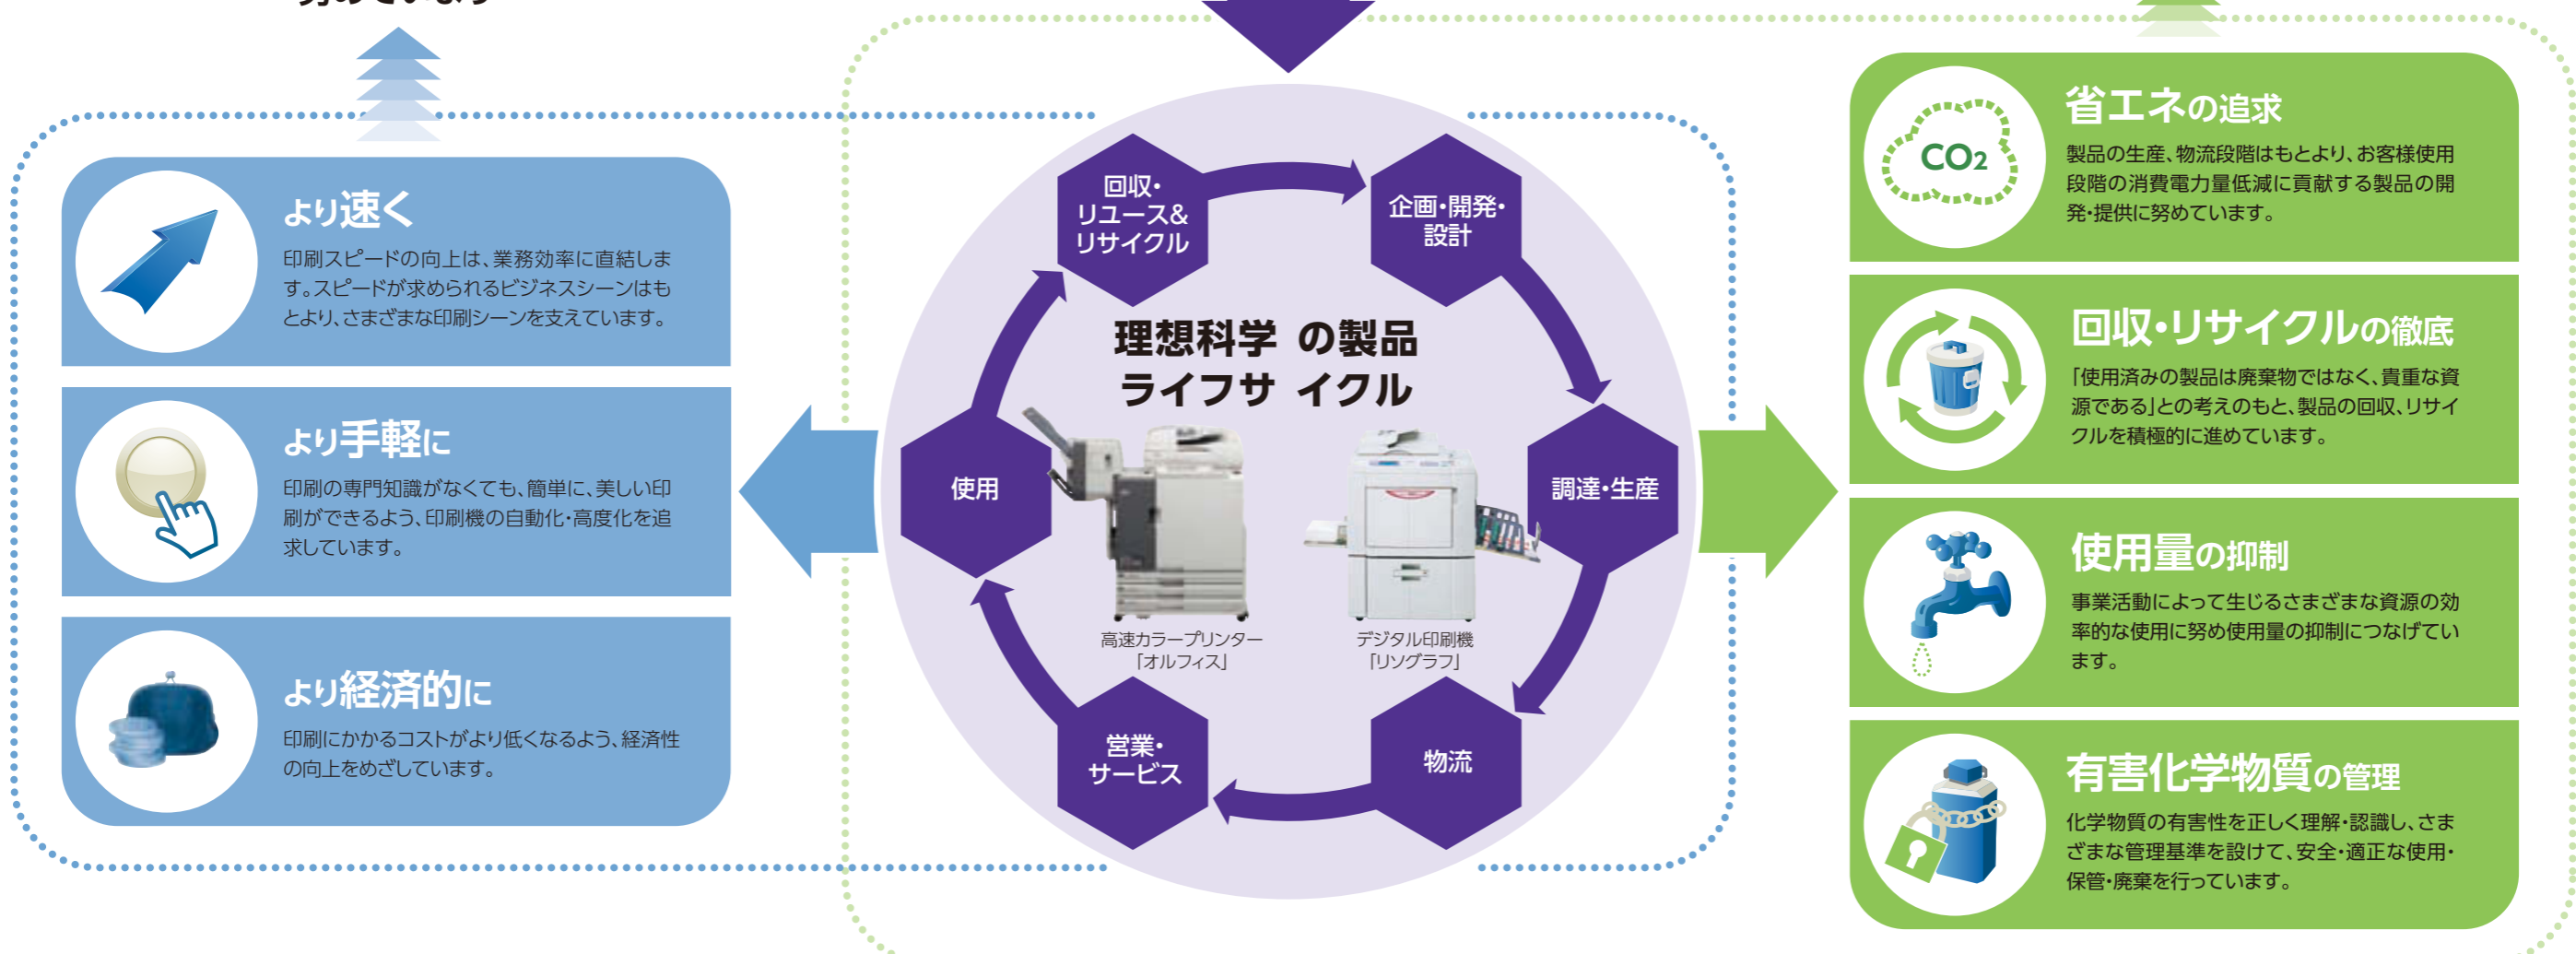 努めています
より速く
印刷スピードの向上は、業務効率に直結しま
す。スピードが求められるビジネスシーンはも
とより、さまざまな印刷シーンを支えています。
より手軽に
印刷の専門知識がなくても、簡単に、美しい印
刷ができるよう、印刷機の自動化・高度化を追
求しています。
より経済的に
印刷にかかるコストがより低くなるよう、経済性
の向上をめざしています。
回収・
リユース&
リサイクル
企画・開発・
設計
理想科学 の製品
ライフサ イクル
使用
調達・生産
高速カラープリンター
「オルフィス」
デジタル印刷機
「リソグラフ」
営業・
サービス
物流
CO2
省エネの追求
製品の生産、物流段階はもとより、お客様使用
段階の消費電力量低減に貢献する製品の開
発・提供に努めています。
回収・リサイクルの徹底
「使用済みの製品は廃棄物ではなく、貴重な資
源である」との考えのもと、製品の回収、リサイ
クルを積極的に進めています。
使用量の抑制
事業活動によって生じるさまざまな資源の効
率的な使用に努め使用量の抑制につなげてい
ます。
有害化学物質の管理
化学物質の有害性を正しく理解・認識し、さま
ざまな管理基準を設けて、安全・適正な使用・
保管・廃棄を行っています。